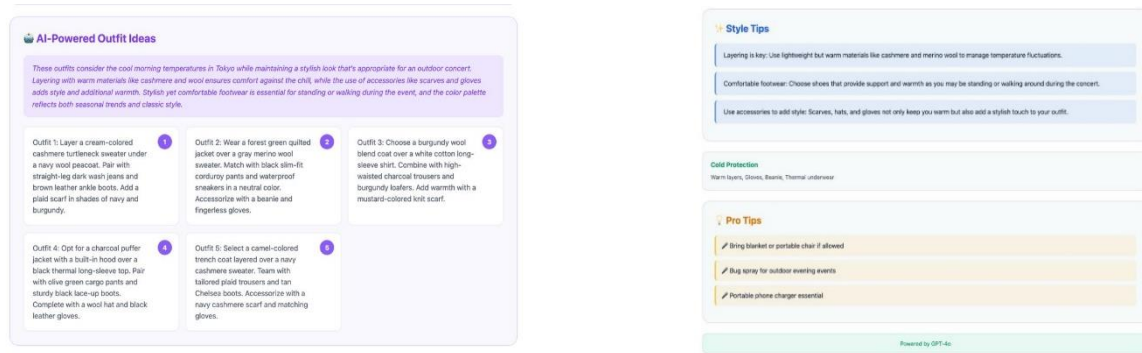 AI-Powered Outfit Ideas
These outfits consider the cool morning temperatures in Tokyo while maintaining a stylish look that's appropriate for an outdoor concert.
Layering with warm materials like cashmere and wool ensures comfort against the chill, while the use of accessories like scarves and gloves
adds style and additional warmth. Stylish yet comfortable footwear is essential for standing or walking during the event, and the color palette
reflects both seasonal trends and classic style.
Outfit 1: Layer a cream-colored
cashmere turtleneck sweater under
a navy wool peacoat. Pair with
straight-leg dark wash jeans and
brown leather ankle boots. Add a
plaid scarf in shades of navy and
burgundy.
1
Outfit 2: Wear a forest green quilted
jacket over a gray merino wool
sweater. Match with black slim-fit
corduroy pants and waterproof
sneakers in a neutral color.
Accessorize with a beanie and
fingerless gloves.
2
Outfit 3: Choose a burgundy wool
blend coat over a white cotton long-
sleeve shirt. Combine with high-
waisted charcoal trousers and
burgundy loafers. Add warmth with a
mustard-colored knit scarf.
3
Outfit 4: Opt for a charcoal puffer
jacket with a built-in hood over a
black thermal long-sleeve top. Pair
with olive green cargo pants and
sturdy black lace-up boots.
Complete with a wool hat and black
leather gloves.
4
Outfit 5: Select a camel-colored
trench coat layered over a navy
cashmere sweater. Team with
tailored plaid trousers and tan
Chelsea boots. Accessorize with a
navy cashmere scarf and matching
gloves.
5
Style Tips
Layering is key: Use lightweight but warm materials like cashmere and merino wool to manage temperature fluctuations.
Comfortable footwear: Choose shoes that provide support and warmth as you may be standing or walking around during the concert.
Use accessories to add style: Scarves, hats, and gloves not only keep you warm but also add a stylish touch to your outfit.
Cold Protection
Warm layers, Gloves, Beanie, Thermal underwear
Pro Tips
Bring blanket or portable chair if allowed
Bug spray for outdoor evening events
Portable phone charger essential
Powered by GPT-4o